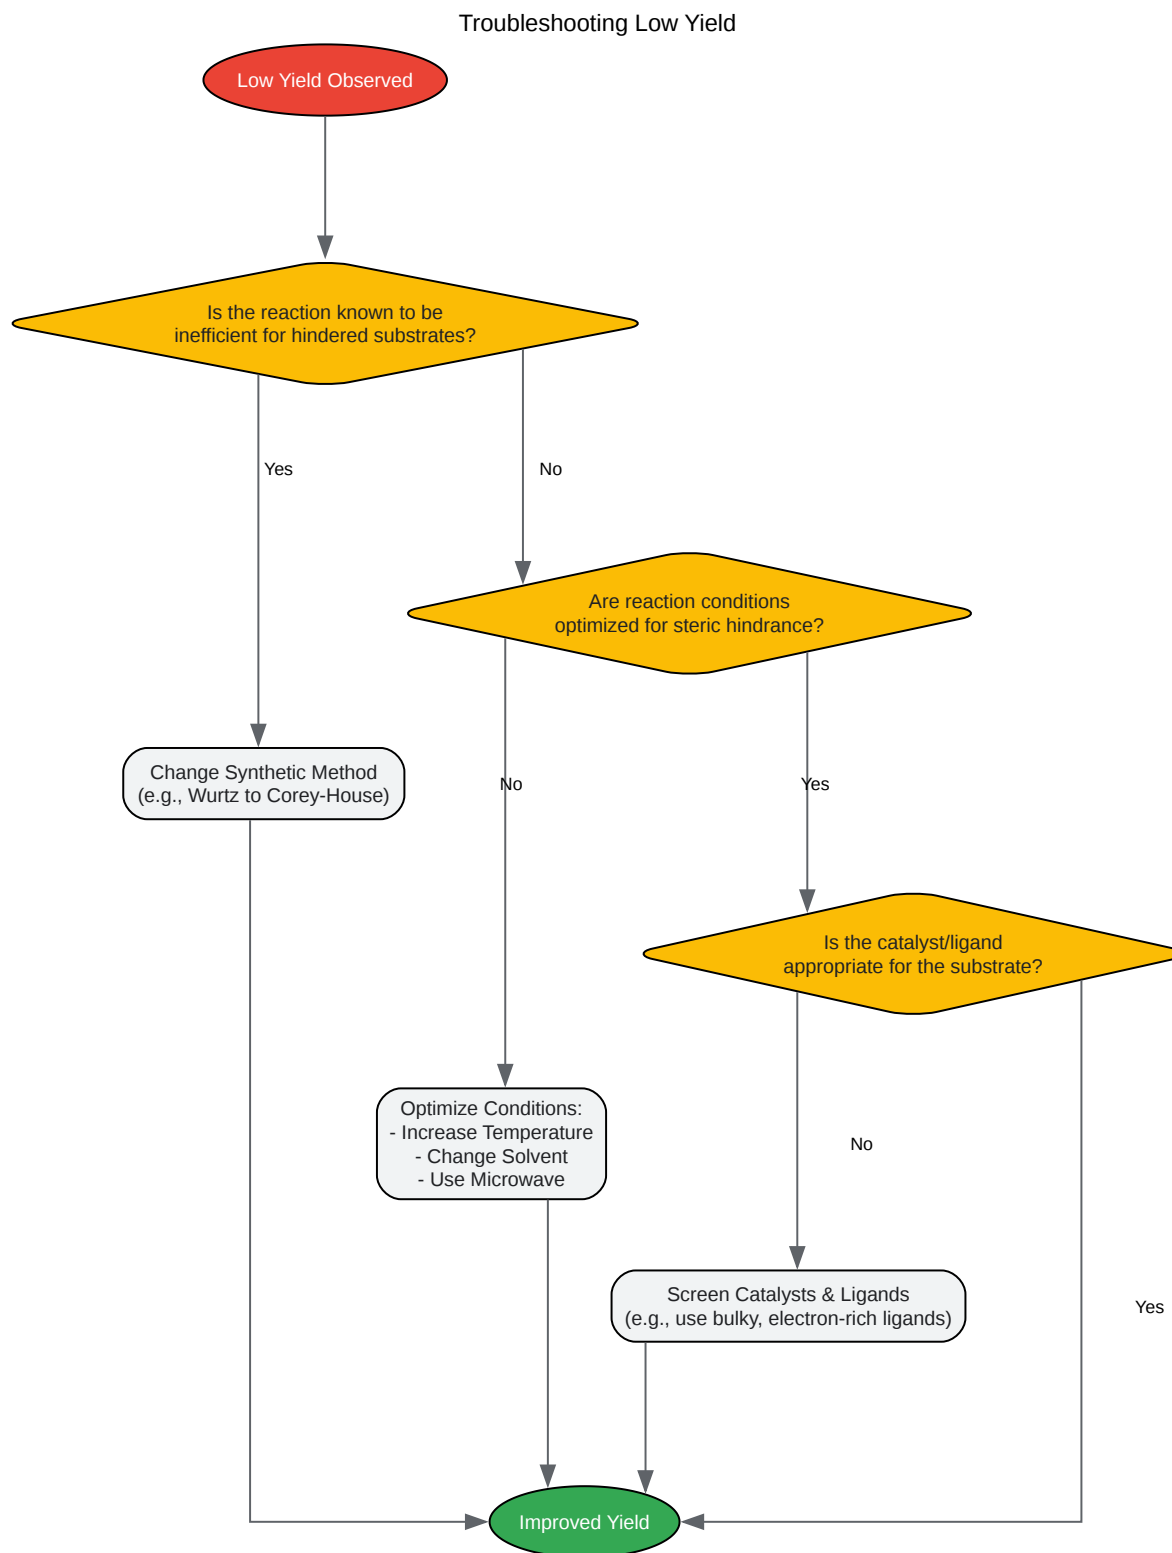 Troubleshooting Low Yield
Low Yield Observed
Is the reaction known to be
inefficient for hindered substrates?
Yes
No
Are reaction conditions
optimized for steric hindrance?
Change Synthetic Method
(e.g., Wurtz to Corey-House)
No
Yes
Is the catalyst/ligand
appropriate for the substrate?
Optimize Conditions:
- Increase Temperature
- Change Solvent
- Use Microwave
No
Screen Catalysts & Ligands
(e.g., use bulky, electron-rich ligands)
Yes
Improved Yield